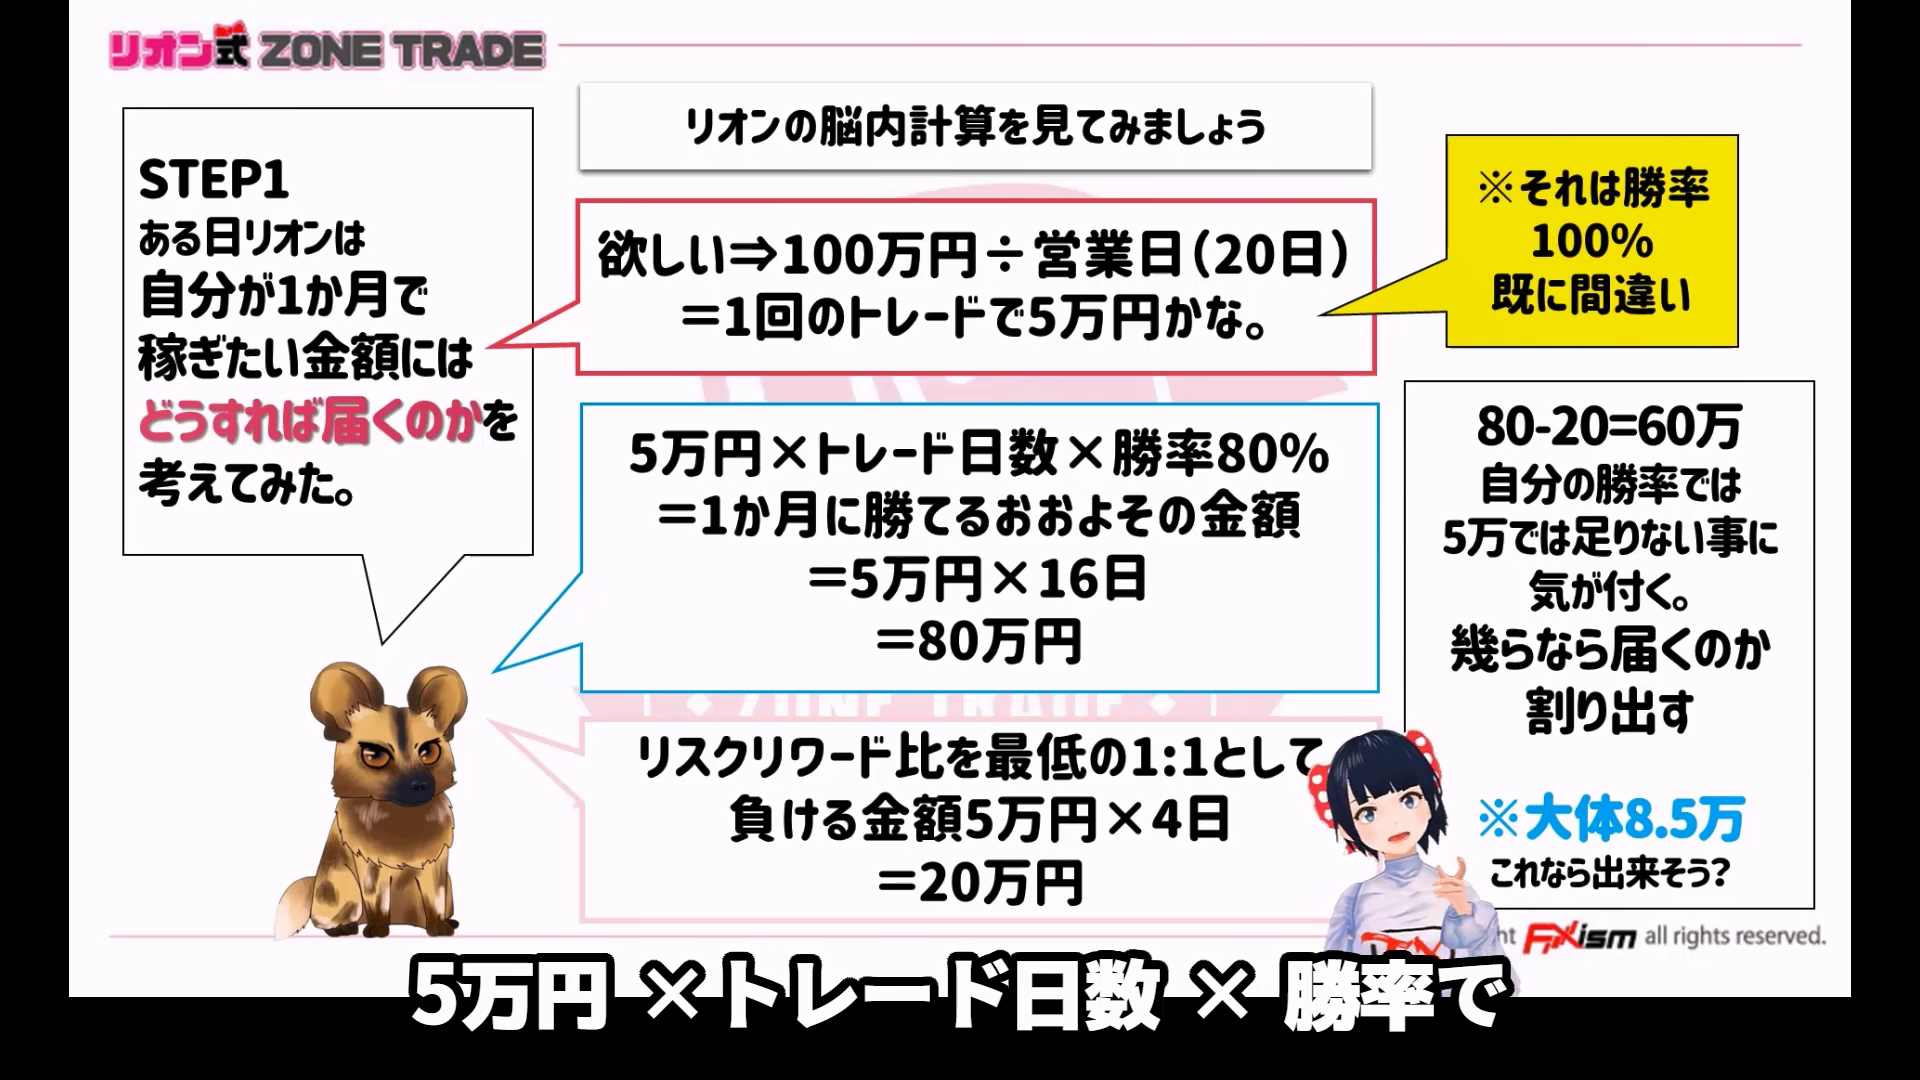 リオン式 ZONE TRADE
リオンの脳内計算を見てみましょう
STEP1
ある日リオンは
自分が1か月で
稼ぎたい金額には
どうすれば届くのかを
考えてみた。
欲しい⇒100万円÷営業日(20日)
=1回のトレードで5万円かな。
※それは勝率
100%
既に間違い
5万円×トレード日数×勝率80%
=1か月に勝てるおおよその金額
=5万円×16日
=80万円
リスクリワード比を最低の1:1として
負ける金額5万円×4日
=20万円
80-20=60万
自分の勝率では
5万では足りない事に
気が付く。
幾らなら届くのか
割り出す
※大体8.5万
これなら出来そう?
ZONE TRADE
ht FXism all rights reserved.
5万円 ×トレード日数 × 勝率で